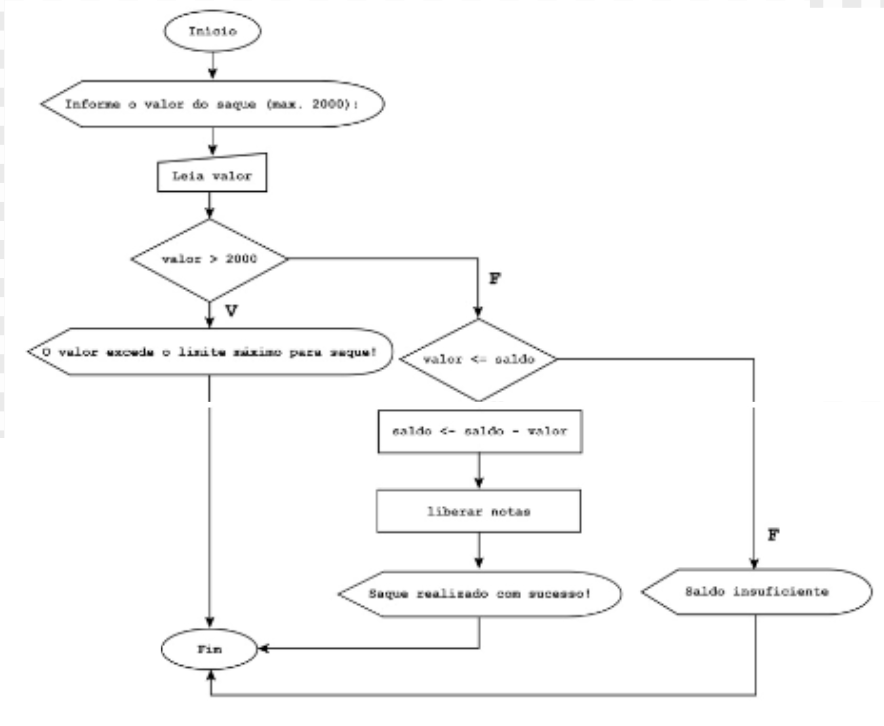 Inicio
Informe o valor do saque (max. 2000):
Leia valor
valor > 2000
F
V
O valor excede o limite máximo para saque!
valor <= saldo
saldo <- saldo - valor
liberar notas
F
Saque realizado com sucesso!
Saldo insuficiente
Fim